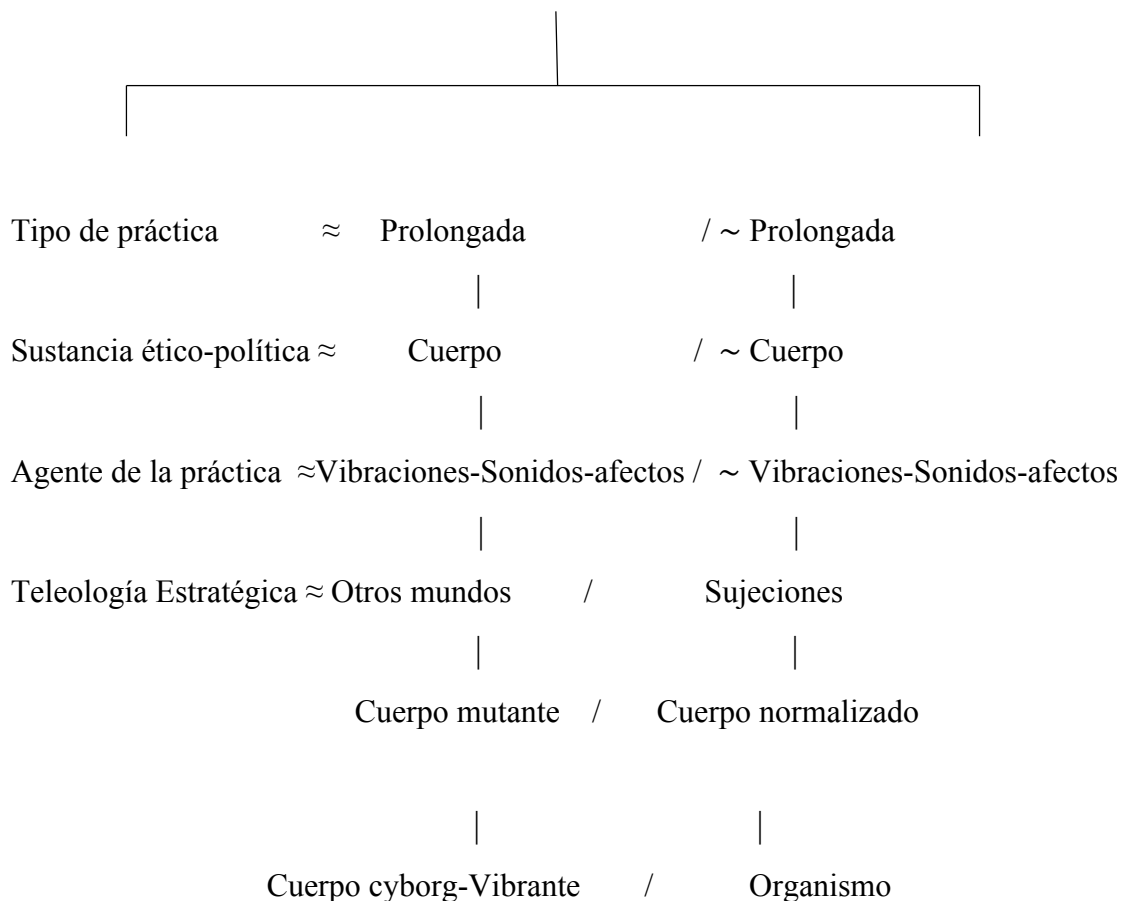 Tipo de práctica ≈ Prolongada / ~ Prolongada
| |
Sustancia ético-política ≈ Cuerpo / ~ Cuerpo
| |
Agente de la práctica ≈Vibraciones-Sonidos-afectos / ~ Vibraciones-Sonidos-afectos
| |
Teleología Estratégica ≈ Otros mundos / Sujeciones
| |
Cuerpo mutante / Cuerpo normalizado
| |
Cuerpo cyborg-Vibrante / Organismo